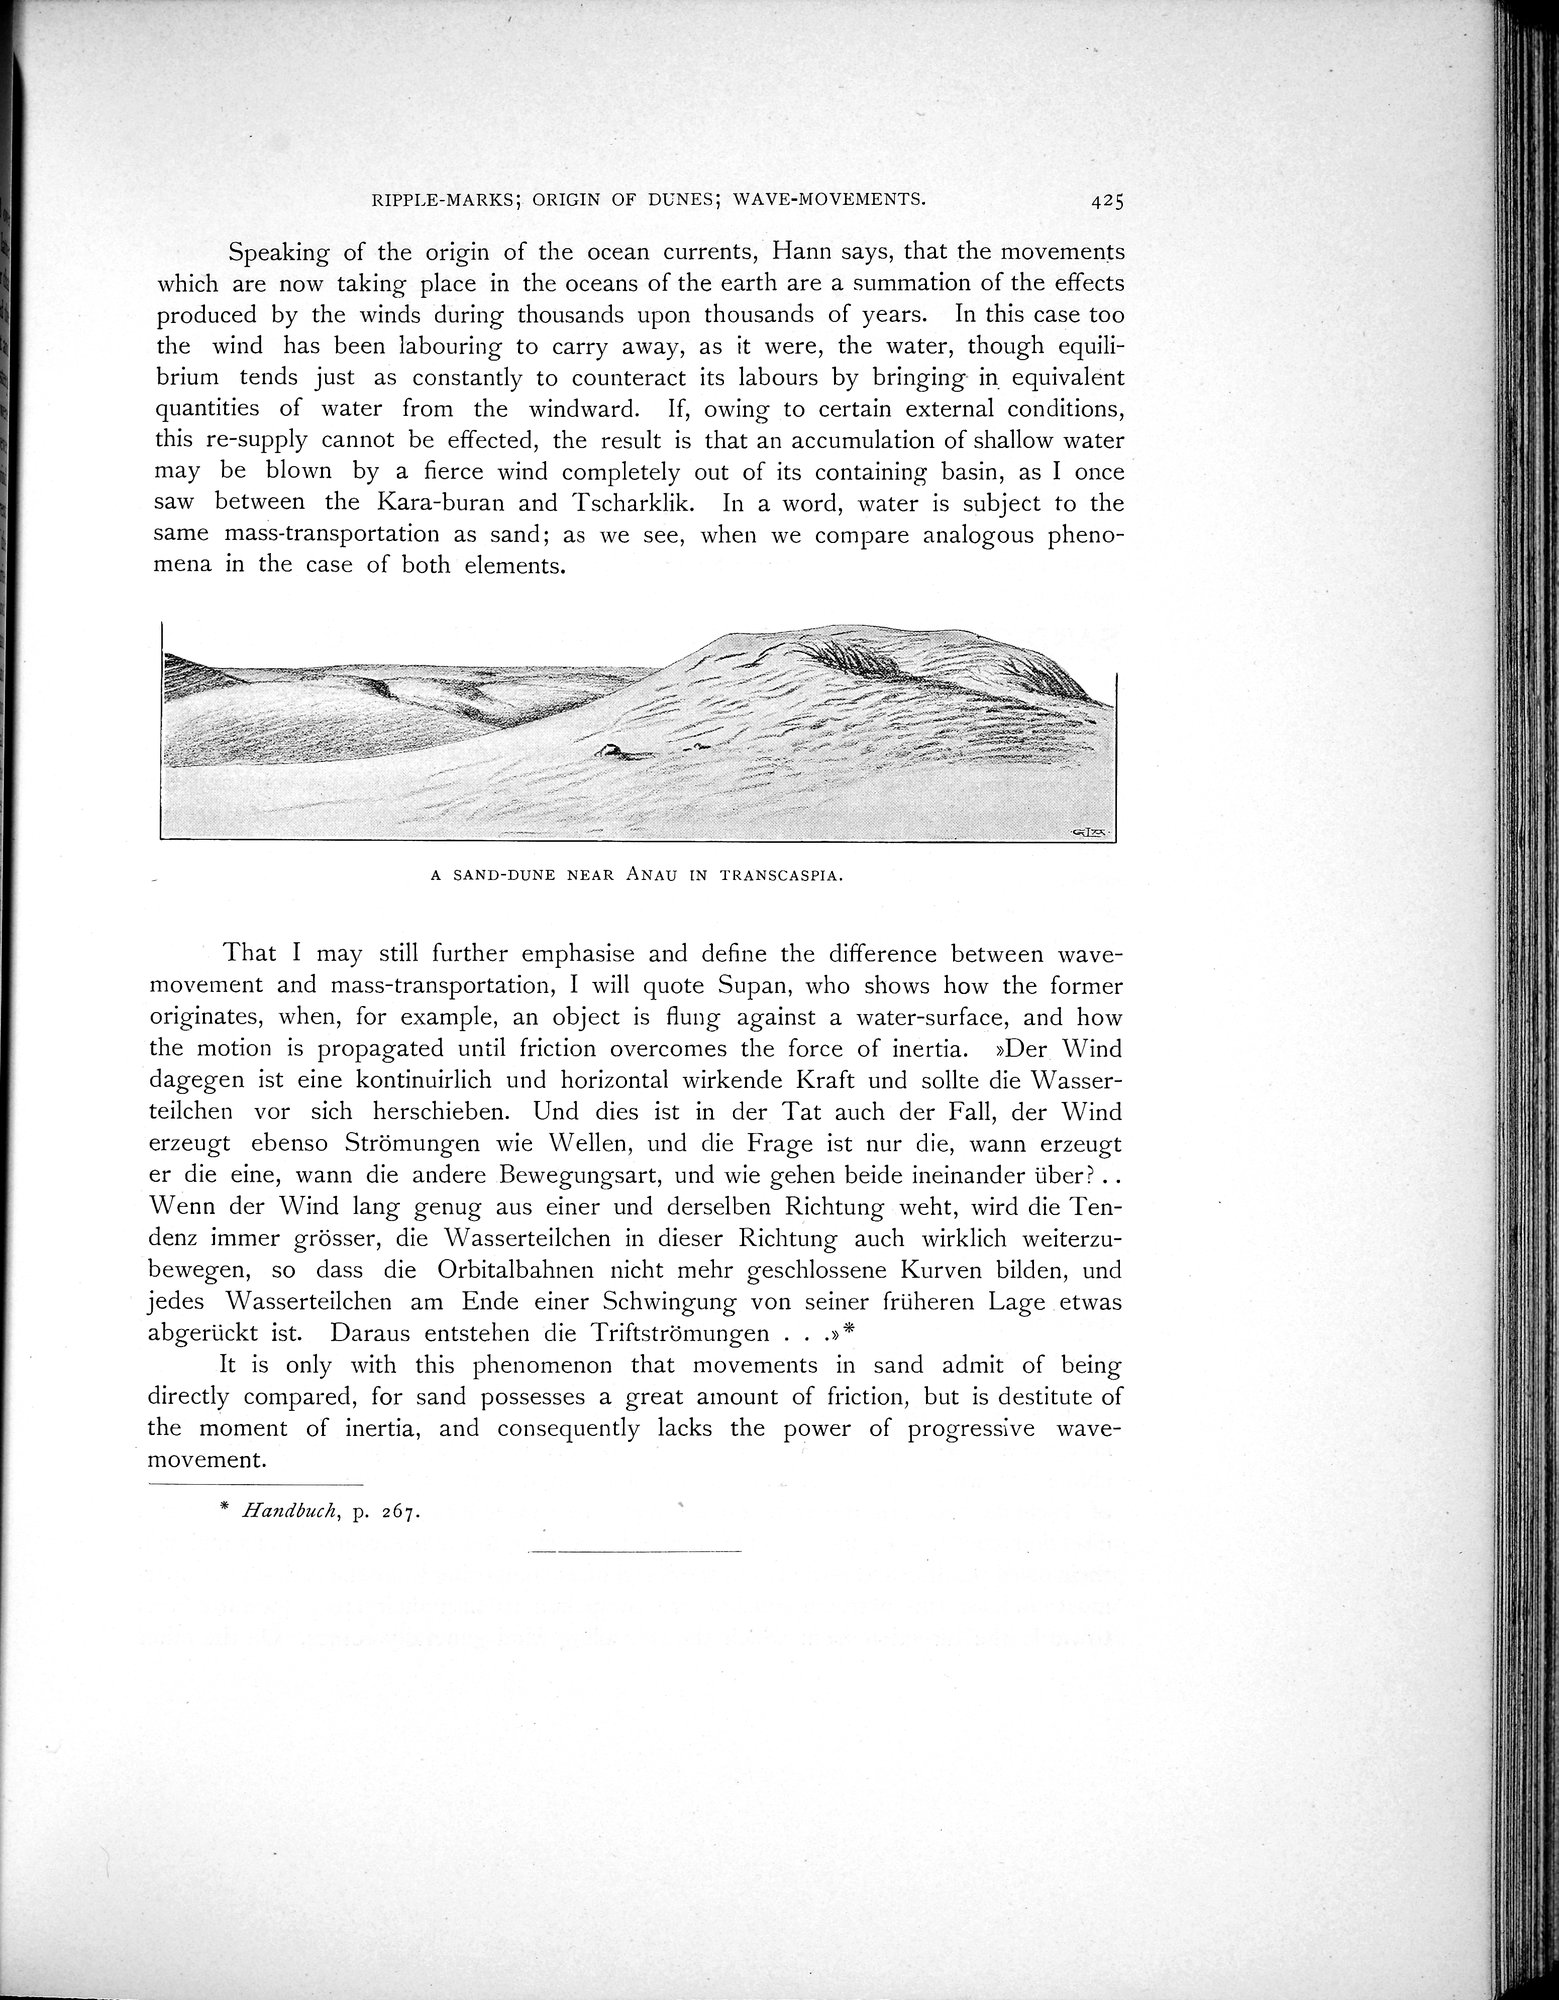 RIPPLE-MARKS; ORIGIN OF DUNES; WAVE-MOVEMENTS. 425
Speaking of the origin of the ocean currents, Hann says, that the movements
which are now taking place in the oceans of the earth are a summation of the effects
produced by the winds during thousands upon thousands of years. In this case too
the wind has been labouring to carry away, as it were, the water, though equili-
brium tends just as constantly to counteract its labours by bringing in equivalent
quantities of water from the windward. If, owing to certain external conditions,
this re-supply cannot be effected, the result is that an accumulation of shallow water
may be blown by a fierce wind completely out of its containing basin, as I once
saw between the Kara-buran and Tscharklik. In a word, water is subject to the
same mass-transportation as sand; as we see, when we compare analogous pheno-
mena in the case of both elements.
A SAND-DUNE NEAR ANAU IN TRANSCASPIA.
That I may still further emphasise and define the difference between wave-
movement and mass-transportation, I will quote Supan, who shows how the former
originates, when, for example, an object is flung against a water-surface, and how
the motion is propagated until friction overcomes the force of inertia. »Der Wind
dagegen ist eine kontinuirlich und horizontal wirkende Kraft und sollte die Wasser-
teilchen vor sich herschieben. Und dies ist in der Tat auch der Fall, der Wind
erzeugt ebenso Strömungen wie Wellen, und die Frage ist nur die, wann erzeugt
er die eine, wann die andere Bewegungsart, und wie gehen beide ineinander über? . .
Wenn der Wind lang genug aus einer und derselben Richtung weht, wird die Ten-
denz immer grösser, die Wasserteilchen in dieser Richtung auch wirklich weiterzu-
bewegen, so dass die Orbitalbahnen nicht mehr geschlossene Kurven bilden, und
jedes Wasserteilchen am Ende einer Schwingung von seiner früheren Lage etwas
abgerückt ist. Daraus entstehen die Triftströmungen . . .»*
It is only with this phenomenon that movements in sand admit of being
directly compared, for sand possesses a great amount of friction, but is destitute of
the moment of inertia, and consequently lacks the power of progressive wave-
movement.
* Handbuch, p. 267.